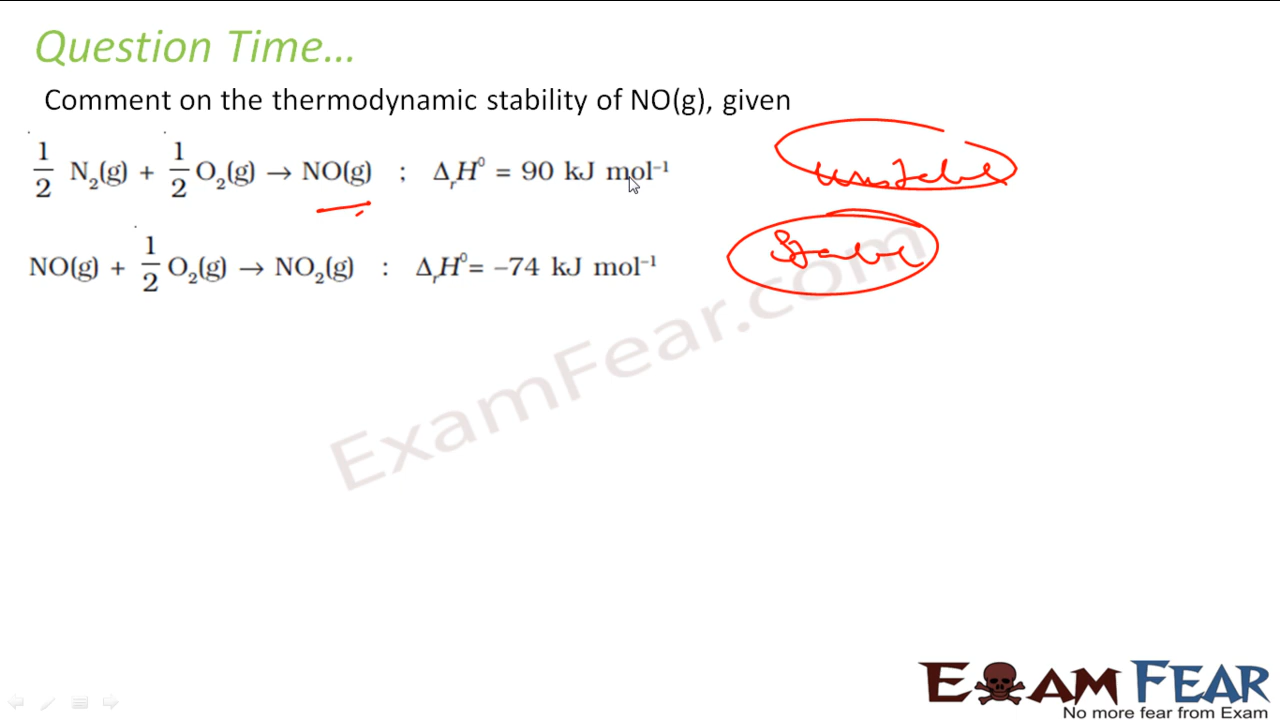 Question Time...
Comment on the thermodynamic stability of NO(g), given
1/2 N₂(g) + 1/2 O₂(g) → NO(g) ; ΔᵣH⁰ = 90 kJ mol⁻¹
unstable
NO(g) + 1/2 O₂(g) → NO₂(g) : ΔᵣH⁰= –74 kJ mol⁻¹
Stable
ExamFear.com
EXAM FEAR
No more fear from Exam